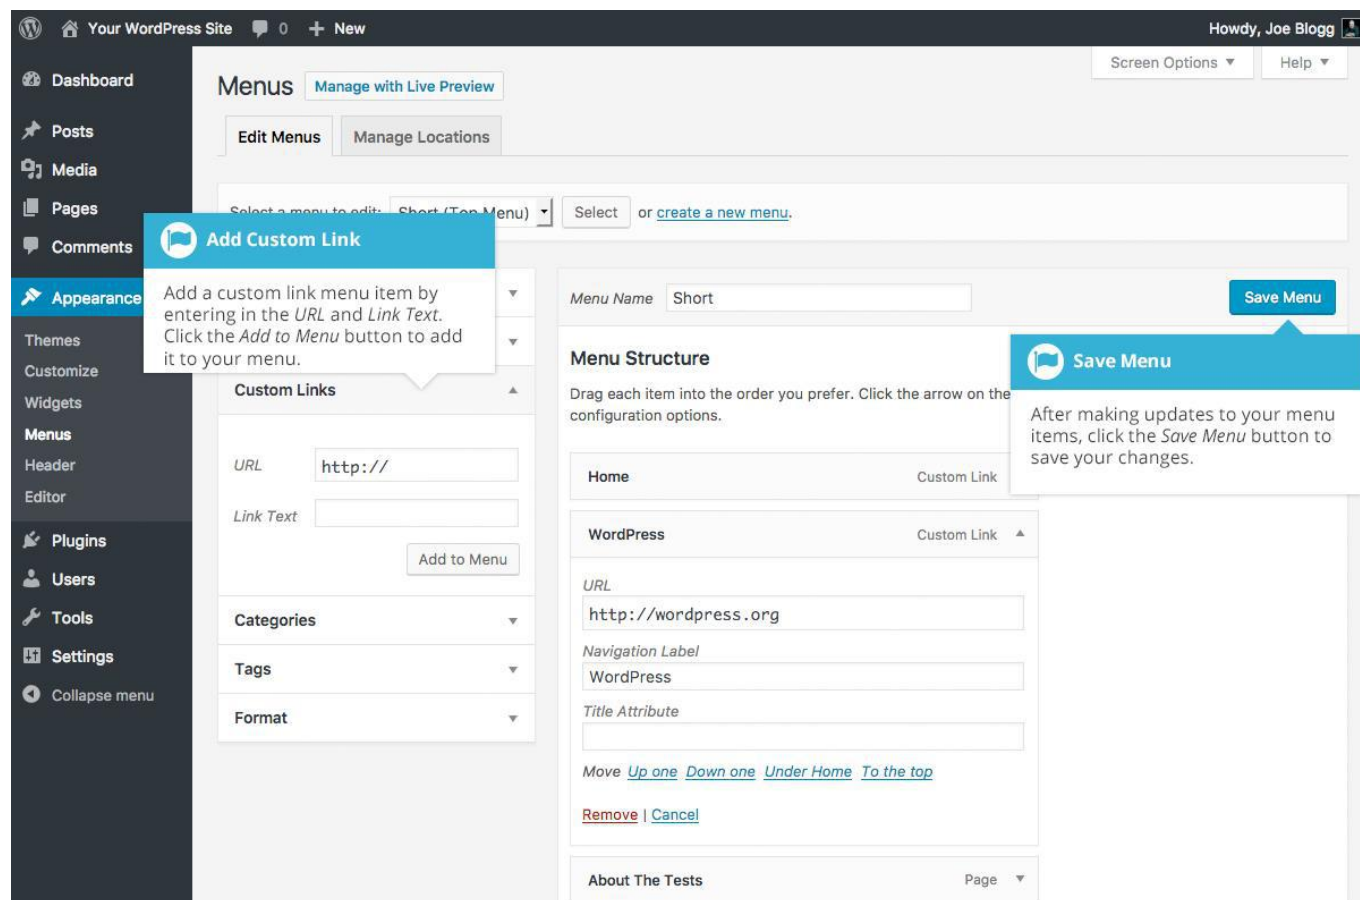 Your WordPress Site 0 New
Howdy, Joe Blogg
Screen Options Help
Dashboard
Posts
Media
Pages
Comments
Appearance
Themes
Customize
Widgets
Menus
Header
Editor
Plugins
Users
Tools
Settings
Collapse menu
Menus Manage with Live Preview
Edit Menus Manage Locations
Select a menu to edit: Short (Top Menu) Select or create a new menu.
Add Custom Link
Add a custom link menu item by
entering in the URL and Link Text.
Click the Add to Menu button to add
it to your menu.
Custom Links
URL http://
Link Text
Add to Menu
Categories
Tags
Format
Menu Name Short
Save Menu
Menu Structure
Drag each item into the order you prefer. Click the arrow on the
configuration options.
Save Menu
After making updates to your menu
items, click the Save Menu button to
save your changes.
Home Custom Link
WordPress Custom Link
URL
http://wordpress.org
Navigation Label
WordPress
Title Attribute
Move Up one Down one Under Home To the top
Remove | Cancel
About The Tests Page